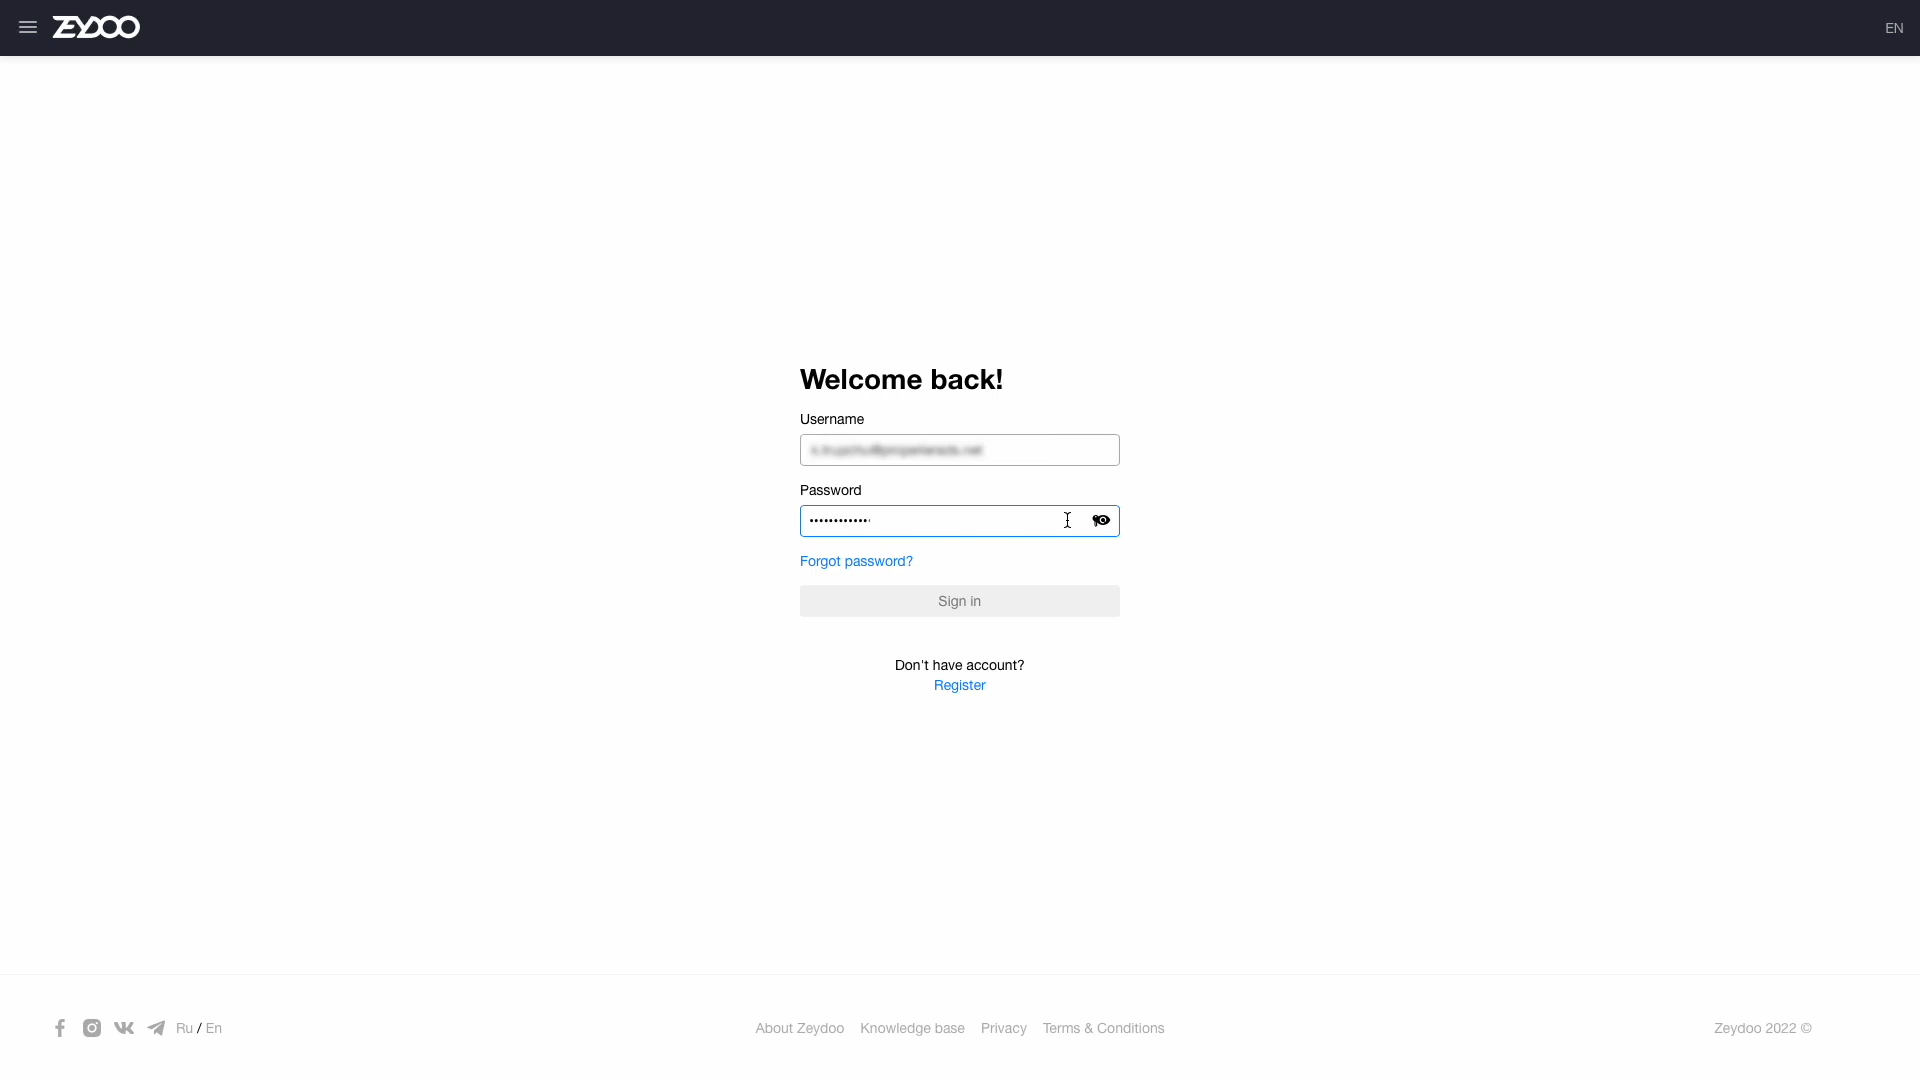 ZEYDOO
EN
Welcome back!
Username
Password
Forgot password?
Sign in
Don't have account?
Register
Ru / En
About Zeydoo
Knowledge base
Privacy
Terms & Conditions
Zeydoo 2022 ©